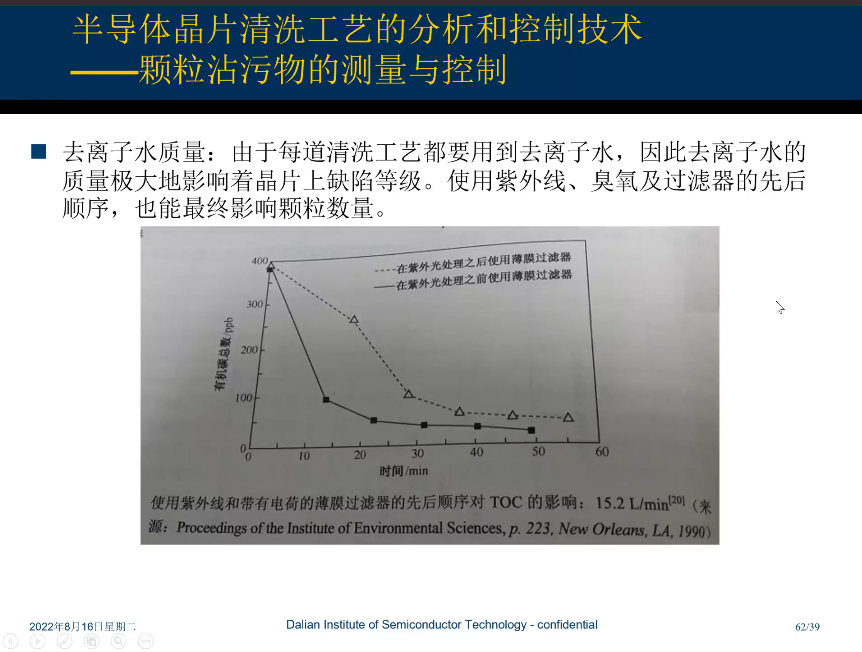 半导体晶片清洗工艺的分析和控制技术
——颗粒沾污物的测量与控制
去离子水质量：由于每道清洗工艺都要用到去离子水，因此去离子水的
质量极大地影响着晶片上缺陷等级。使用紫外线、臭氧及过滤器的先后
顺序，也能最终影响颗粒数量。
400
300
200
100
0
有机碳总数/ppb
----在紫外光处理之后使用薄膜过滤器
——在紫外光处理之前使用薄膜过滤器
0 10 20 30 40 50 60
时间/min
使用紫外线和带有电荷的薄膜过滤器的先后顺序对 TOC 的影响：15.2 L/min[20]（来
源：Proceedings of the Institute of Environmental Sciences, p. 223, New Orleans, LA, 1990）
2022年8月16日星期二
Dalian Institute of Semiconductor Technology - confidential
62/39